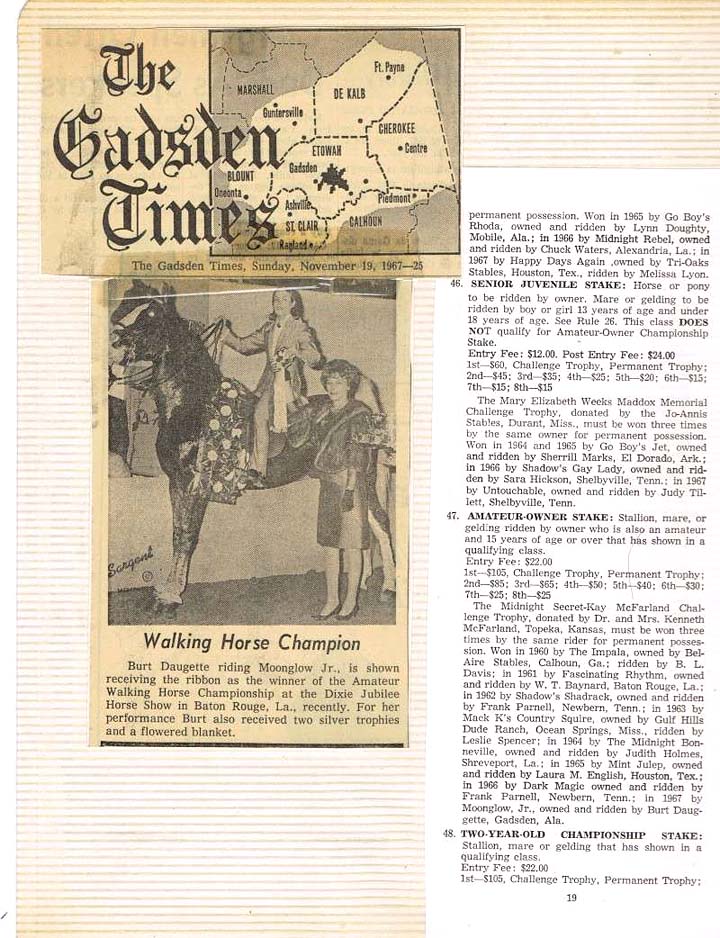 The
Gadsden
Times
MARSHALL
Guntersville
DE KALB
Ft. Payne
CHEROKEE
Centre
ETOWAH
Gadsden
BLOUNT
Oneonta
Ashville
ST. CLAIR
Ragland
Piedmont
CALHOUN
The Gadsden Times, Sunday, November 19, 1967—25
Sargent
©
Walking Horse Champion
Burt Daugette riding Moonglow Jr., is shown
receiving the ribbon as the winner of the Amateur
Walking Horse Championship at the Dixie Jubilee
Horse Show in Baton Rouge, La., recently. For her
performance Burt also received two silver trophies
and a flowered blanket.
permanent possession. Won in 1965 by Go Boy's
Rhoda, owned and ridden by Lynn Doughty,
Mobile, Ala.; in 1966 by Midnight Rebel, owned
and ridden by Chuck Waters, Alexandria, La.; in
1967 by Happy Days Again ,owned by Tri-Oaks
Stables, Houston, Tex., ridden by Melissa Lyon.
46. SENIOR JUVENILE STAKE: Horse or pony
to be ridden by owner. Mare or gelding to be
ridden by boy or girl 13 years of age and under
18 years of age. See Rule 26. This class DOES
NOT qualify for Amateur-Owner Championship
Stake.
Entry Fee: $12.00. Post Entry Fee: $24.00
1st—$60, Challenge Trophy, Permanent Trophy;
2nd—$45; 3rd—$35; 4th—$25; 5th—$20; 6th—$15;
7th—$15; 8th—$15
The Mary Elizabeth Weeks Maddox Memorial
Challenge Trophy, donated by the Jo-Annis
Stables, Durant, Miss., must be won three times
by the same owner for permanent possession.
Won in 1964 and 1965 by Go Boy's Jet, owned
and ridden by Sherrill Marks, El Dorado, Ark.;
in 1966 by Shadow's Gay Lady, owned and rid-
den by Sara Hickson, Shelbyville, Tenn.; in 1967
by Untouchable, owned and ridden by Judy Til-
lett, Shelbyville, Tenn.
47. AMATEUR-OWNER STAKE: Stallion, mare, or
gelding ridden by owner who is also an amateur
and 15 years of age or over that has shown in a
qualifying class.
Entry Fee: $22.00
1st—$105, Challenge Trophy, Permanent Trophy;
2nd—$85; 3rd—$65; 4th—$50; 5th—$40; 6th—$30;
7th—$25; 8th—$25
The Midnight Secret-Kay McFarland Chal-
lenge Trophy, donated by Dr. and Mrs. Kenneth
McFarland, Topeka, Kansas, must be won three
times by the same rider for permanent posses-
sion. Won in 1960 by The Impala, owned by Bel-
Aire Stables, Calhoun, Ga.; ridden by B. L.
Davis; in 1961 by Fascinating Rhythm, owned
and ridden by W. T. Baynard, Baton Rouge, La.;
in 1962 by Shadow's Shadrack, owned and ridden
by Frank Parnell, Newbern, Tenn.; in 1963 by
Mack K's Country Squire, owned by Gulf Hills
Dude Ranch, Ocean Springs, Miss., ridden by
Leslie Spencer; in 1964 by The Midnight Bon-
neville, owned and ridden by Judith Holmes,
Shreveport, La.; in 1965 by Mint Julep, owned
and ridden by Laura M. English, Houston, Tex.;
in 1966 by Dark Magic owned and ridden by
Frank Parnell, Newbern, Tenn.; in 1967 by
Moonglow, Jr., owned and ridden by Burt Daug-
gette, Gadsden, Ala.
48. TWO-YEAR-OLD CHAMPIONSHIP STAKE:
Stallion, mare or gelding that has shown in a
qualifying class.
Entry Fee: $22.00
1st—$105, Challenge Trophy, Permanent Trophy;
19